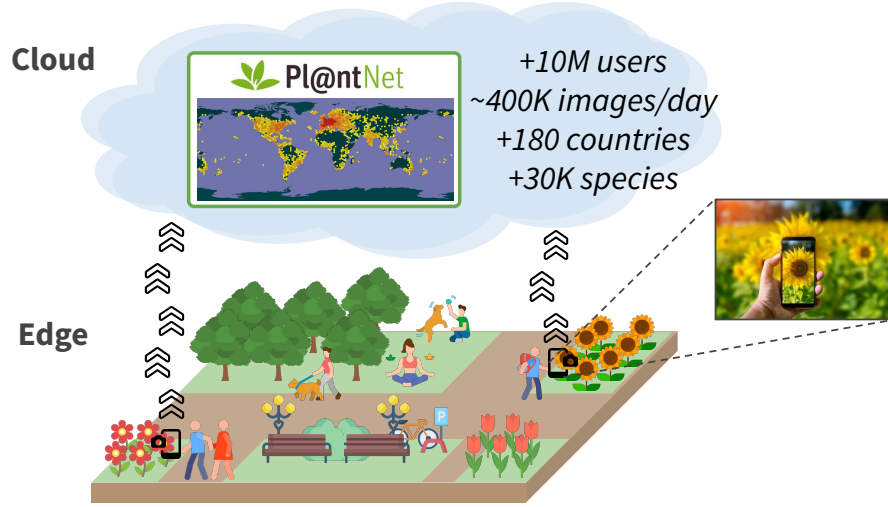 Cloud
Pl@ntNet
+10M users
~400K images/day
+180 countries
+30K species
Edge
P